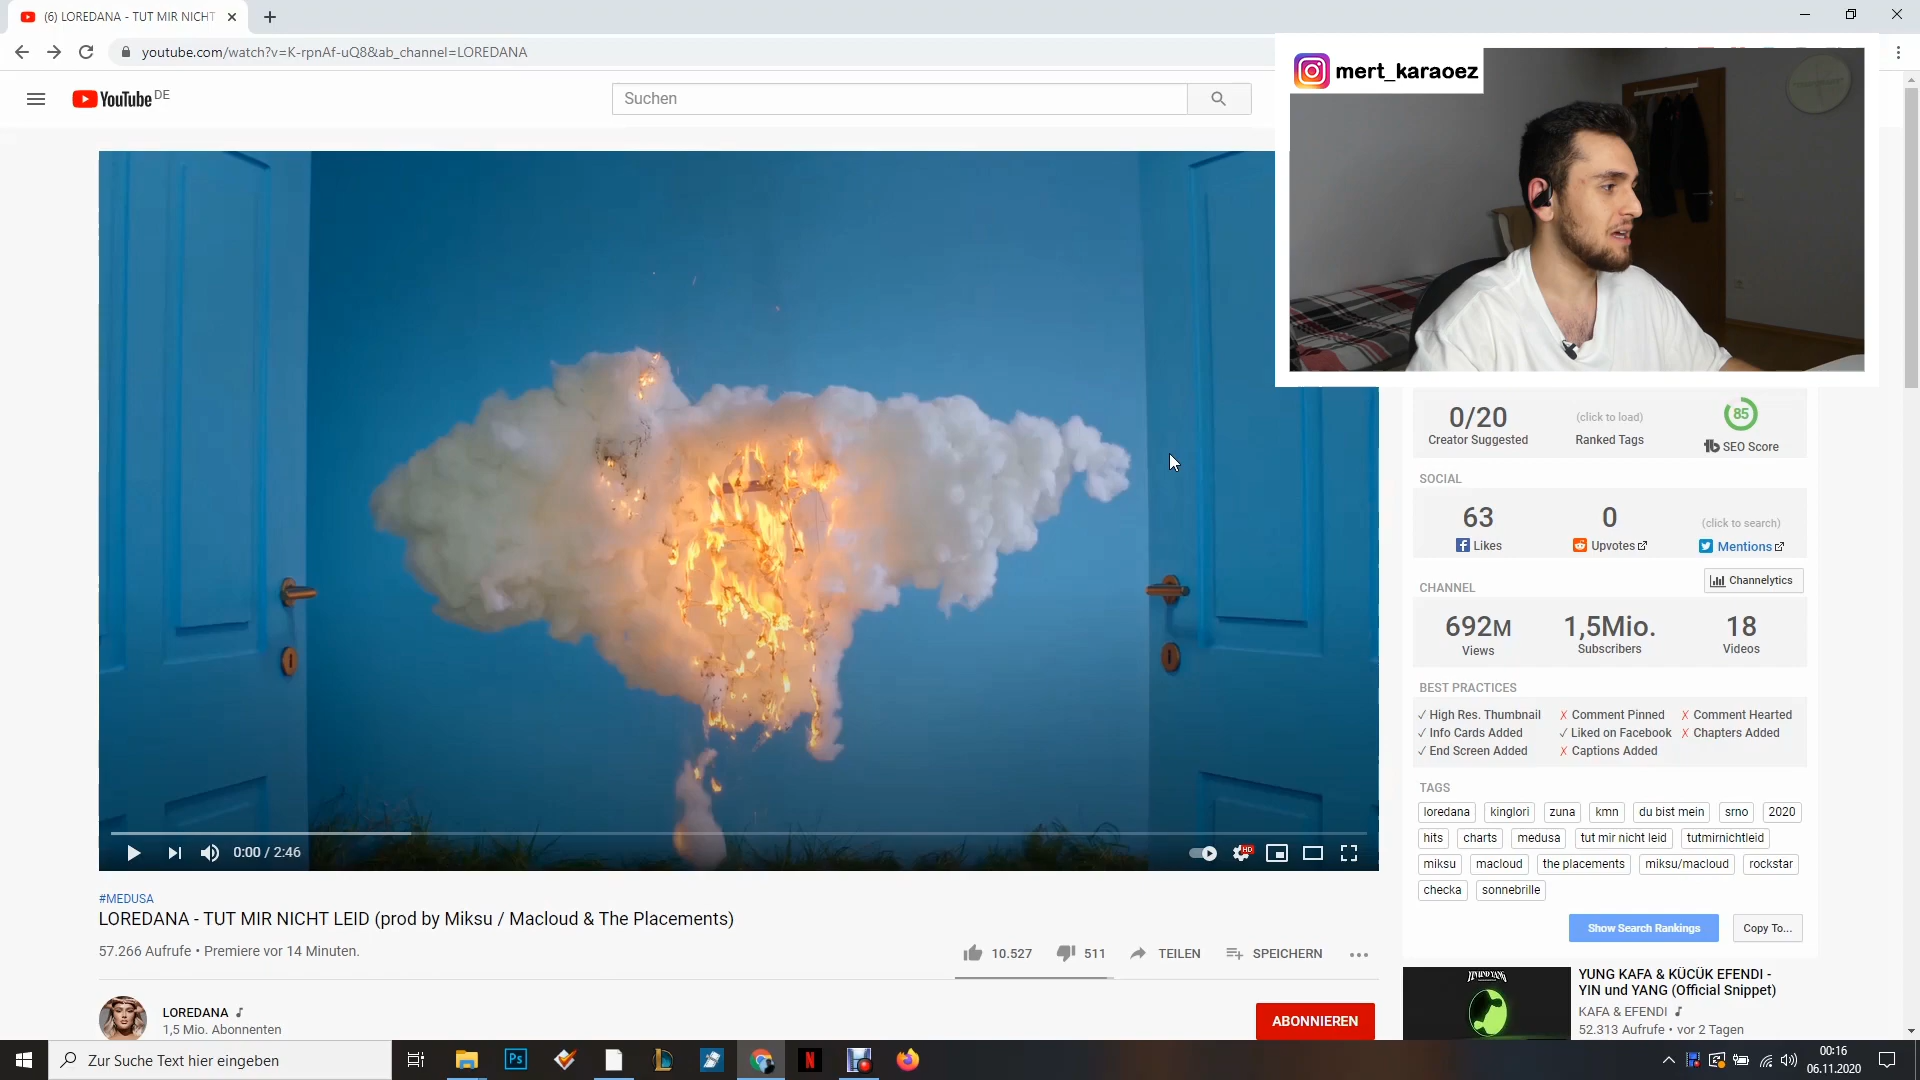 (6) LOREDANA - TUT MIR NICHT
youtube.com/watch?v=K-rpnAf-uQ8&ab_channel=LOREDANA
mert_karaoez
YouTube DE
Suchen
0/20
Creator Suggested
(click to load)
Ranked Tags
85
SEO Score
SOCIAL
63
Likes
0
Upvotes
(click to search)
Mentions
CHANNEL
Channelytics
692M
Views
1,5Mio.
Subscribers
18
Videos
BEST PRACTICES
✓ High Res. Thumbnail ✗ Comment Pinned ✗ Comment Hearted
✓ Info Cards Added ✓ Liked on Facebook ✗ Chapters Added
✓ End Screen Added ✗ Captions Added
TAGS
loredana kinglori zuna kmn du bist mein srno 2020
hits charts medusa tut mir nicht leid tutmirnichtleid
miksu macloud the placements miksu/macloud rockstar
checka sonnebrille
Show Search Rankings Copy To...
0:00 / 2:46
HD
#MEDUSA
LOREDANA - TUT MIR NICHT LEID (prod by Miksu / Macloud & The Placements)
57.266 Aufrufe • Premiere vor 14 Minuten.
10.527 511 TEILEN SPEICHERN
LOREDANA
1,5 Mio. Abonnenten
ABONNIEREN
YUNG KAFA & KÜCÜK EFENDI -
YIN und YANG (Official Snippet)
KAFA & EFENDI
52.313 Aufrufe • vor 2 Tagen
Zur Suche Text hier eingeben
Ps
N
00:16
06.11.2020